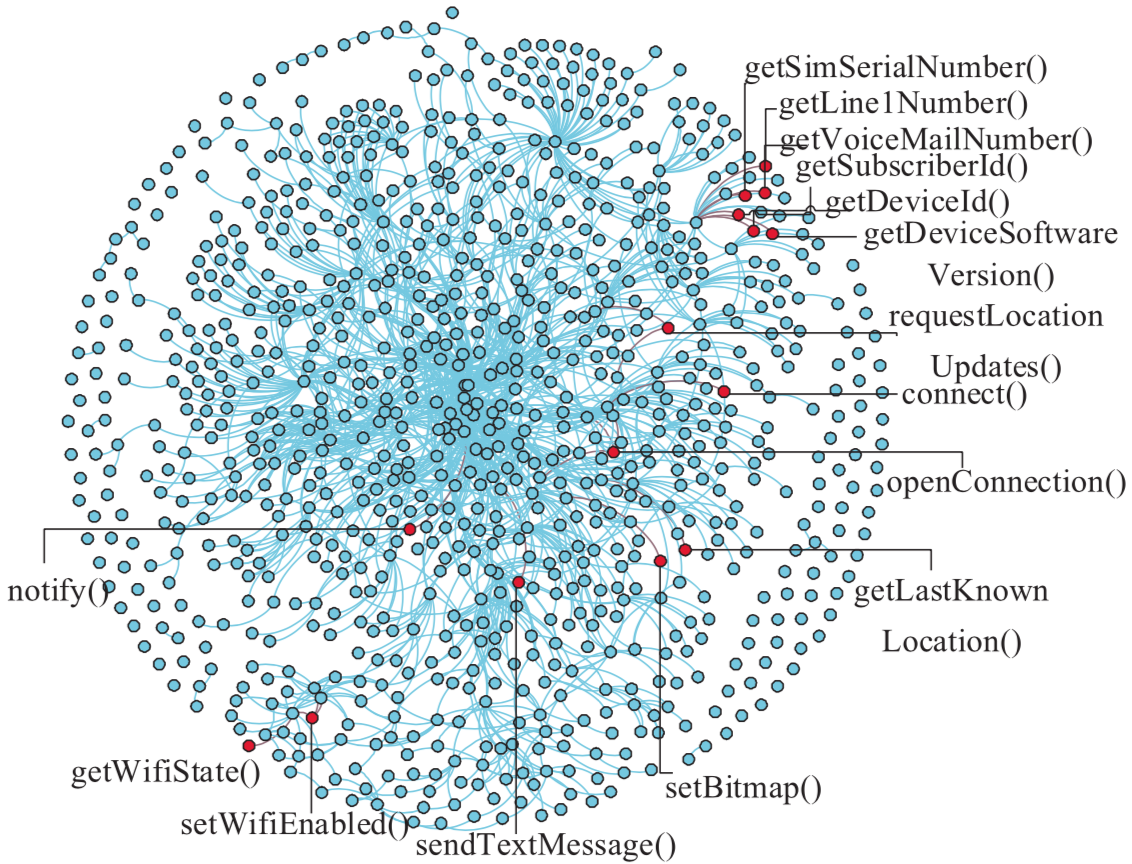 getSimSerialNumber()
getLine1Number()
getVoiceMailNumber()
getSubscriberId()
getDeviceId()
getDeviceSoftware
Version()
requestLocation
Updates()
connect()
openConnection()
notify()
getLastKnown
Location()
getWifiState()
setBitmap()
setWifiEnabled()
sendTextMessage()